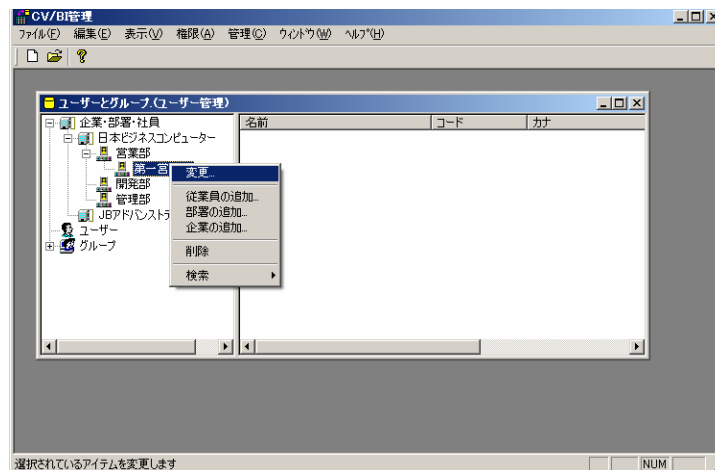 CV/BI管理
ファイル(F) 編集(E) 表示(V) 権限(A) 管理(C) ウィンドウ(W) ヘルプ(H)
ユーザーとグループ.(ユーザー管理)
企業・部署・社員
日本ビジネスコンピューター
営業部
第一営
開発部
管理部
JBアドバンストラ
ユーザー
グループ
名前 コード カナ
変更...
従業員の追加...
部署の追加...
企業の追加...
削除
検索
選択されているアイテムを変更します
NUM